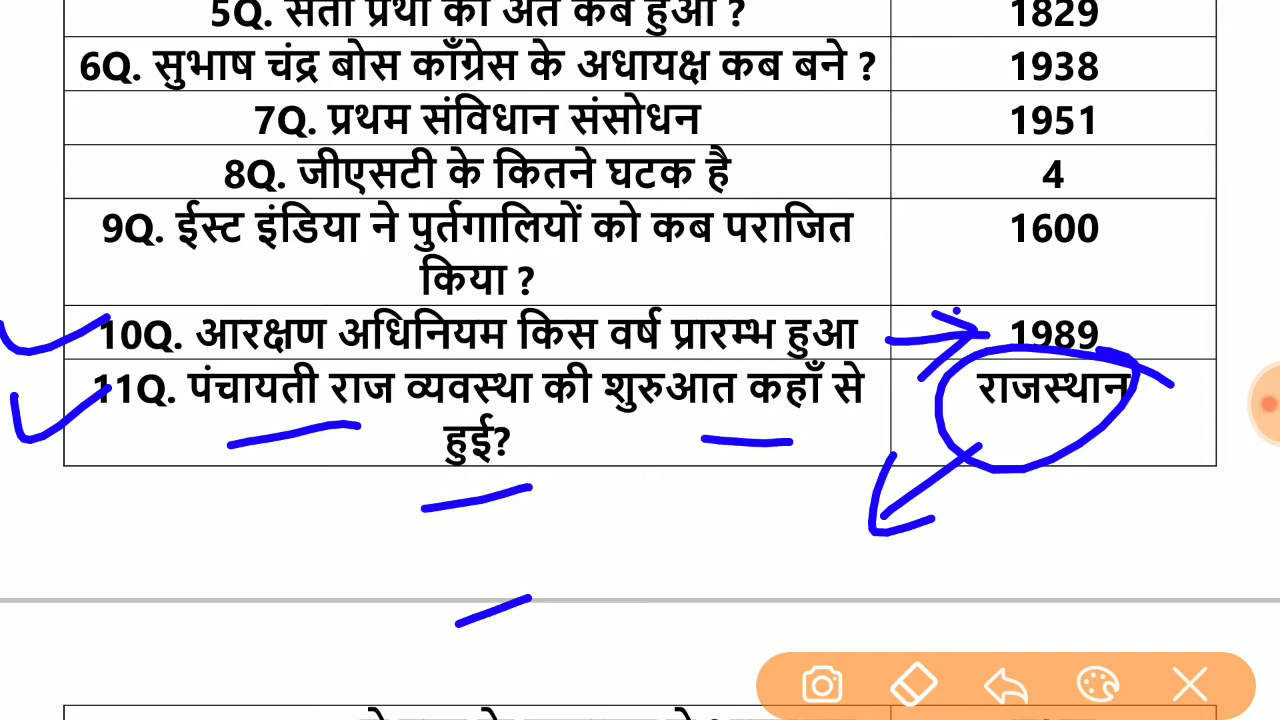 5Q. सती प्रथा का अंत कब हुआ ? 1829
6Q. सुभाष चंद्र बोस काँग्रेस के अधायक्ष कब बने ? 1938
7Q. प्रथम संविधान संसोधन 1951
8Q. जीएसटी के कितने घटक है 4
9Q. ईस्ट इंडिया ने पुर्तगालियों को कब पराजित 1600
किया ?
10Q. आरक्षण अधिनियम किस वर्ष प्रारम्भ हुआ 1989
11Q. पंचायती राज व्यवस्था की शुरुआत कहाँ से राजस्थान
हुई?